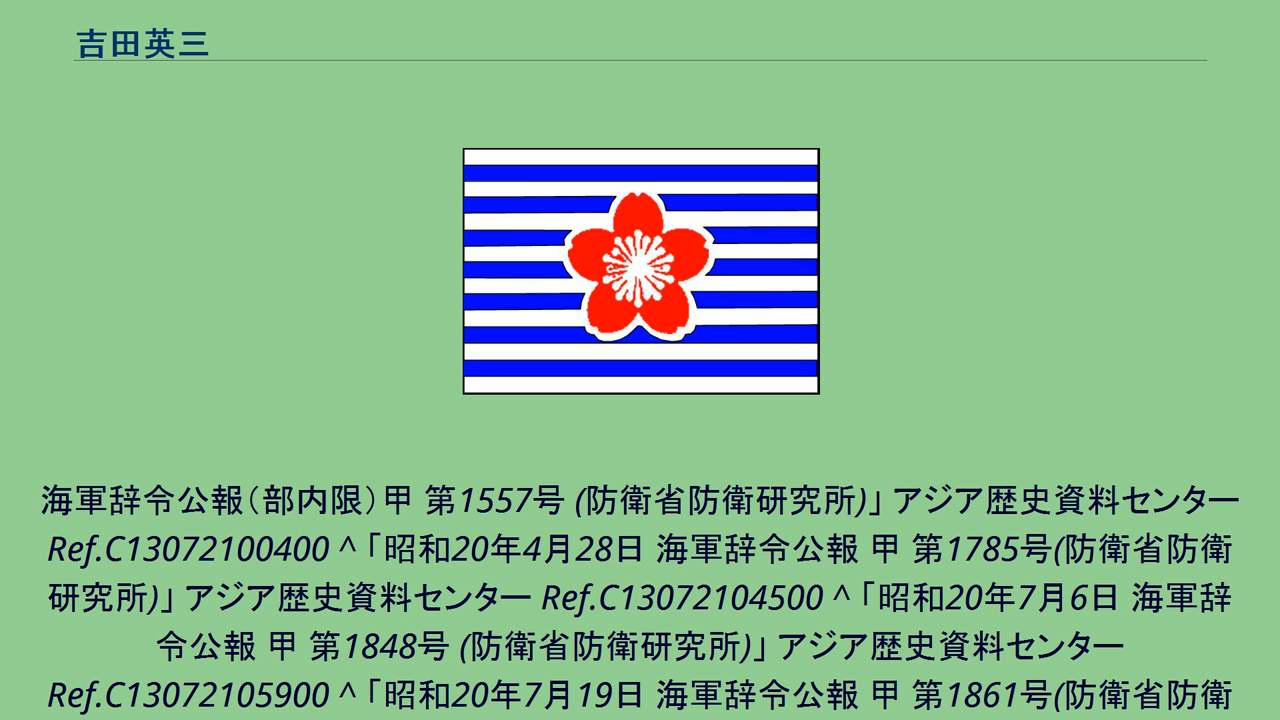 吉田英三
海軍辞令公報（部内限）甲 第1557号 (防衛省防衛研究所)」 アジア歴史資料センター
Ref.C13072100400 ^ 「昭和20年4月28日 海軍辞令公報 甲 第1785号(防衛省防衛
研究所)」 アジア歴史資料センター Ref.C13072104500 ^ 「昭和20年7月6日 海軍辞
令公報 甲 第1848号 (防衛省防衛研究所)」 アジア歴史資料センター
Ref.C13072105900 ^ 「昭和20年7月19日 海軍辞令公報 甲 第1861号(防衛省防衛